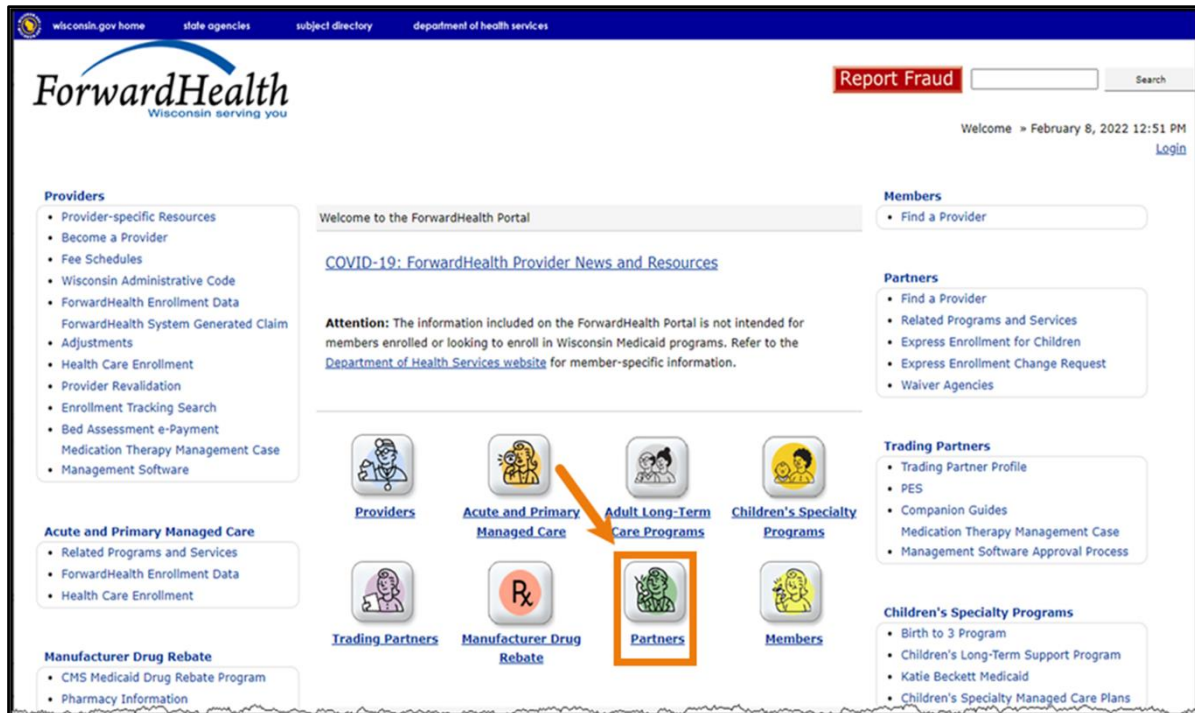 wisconsin.gov home state agencies subject directory department of health services
ForwardHealth
Wisconsin serving you
Report Fraud
Search
Welcome » February 8, 2022 12:51 PM
Login
Providers
• Provider-specific Resources
• Become a Provider
• Fee Schedules
• Wisconsin Administrative Code
• ForwardHealth Enrollment Data
ForwardHealth System Generated Claim
• Adjustments
• Health Care Enrollment
• Provider Revalidation
• Enrollment Tracking Search
• Bed Assessment e-Payment
Medication Therapy Management Case
• Management Software
Acute and Primary Managed Care
• Related Programs and Services
• ForwardHealth Enrollment Data
• Health Care Enrollment
Manufacturer Drug Rebate
• CMS Medicaid Drug Rebate Program
• Pharmacy Information
Welcome to the ForwardHealth Portal
COVID-19: ForwardHealth Provider News and Resources
Attention: The information included on the ForwardHealth Portal is not intended for
members enrolled or looking to enroll in Wisconsin Medicaid programs. Refer to the
Department of Health Services website for member-specific information.
Providers
Acute and Primary
Managed Care
Adult Long-Term
Care Programs
Children's Specialty
Programs
Trading Partners
Rx
Manufacturer Drug
Rebate
Partners
Members
Members
• Find a Provider
Partners
• Find a Provider
• Related Programs and Services
• Express Enrollment for Children
• Express Enrollment Change Request
• Waiver Agencies
Trading Partners
• Trading Partner Profile
• PES
• Companion Guides
Medication Therapy Management Case
• Management Software Approval Process
Children's Specialty Programs
• Birth to 3 Program
• Children's Long-Term Support Program
• Katie Beckett Medicaid
• Children's Specialty Managed Care Plans